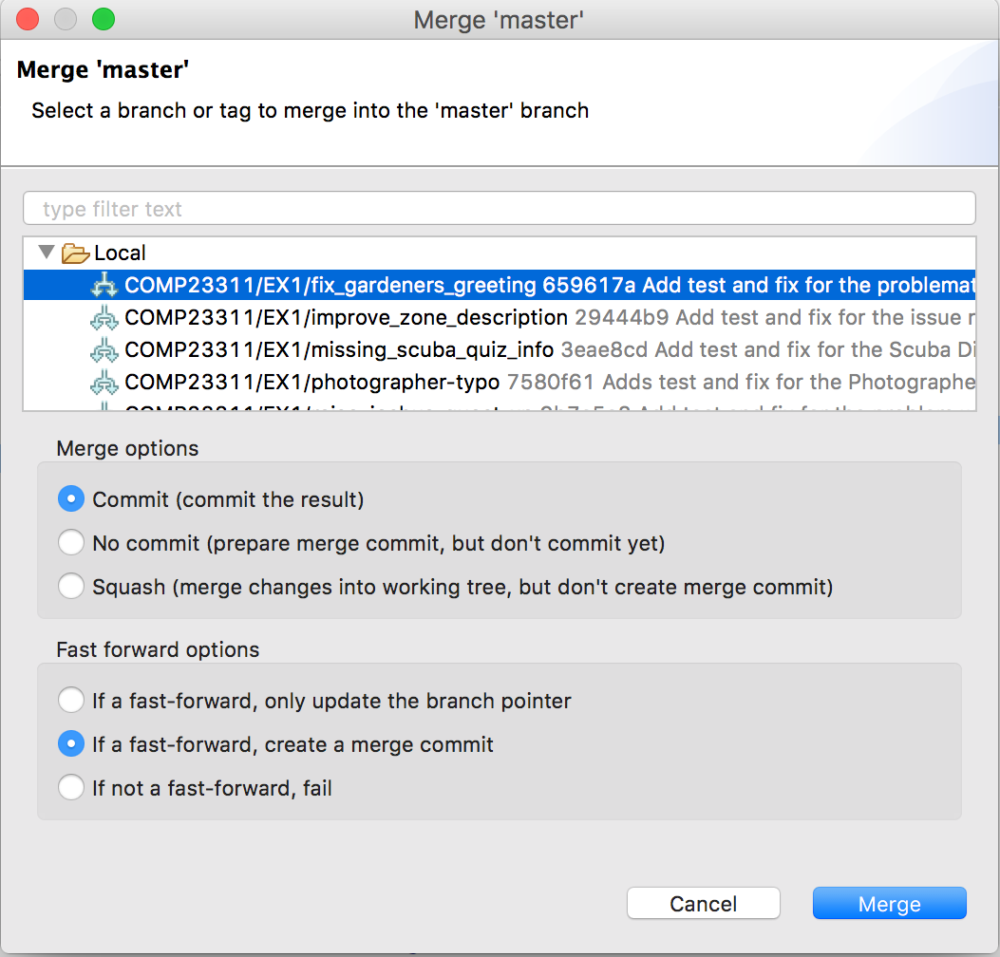 Merge 'master'
Merge 'master'
Select a branch or tag to merge into the 'master' branch
type filter text
Local
COMP23311/EX1/fix_gardeners_greeting 659617a Add test and fix for the problemat
COMP23311/EX1/improve_zone_description 29444b9 Add test and fix for the issue r
COMP23311/EX1/missing_scuba_quiz_info 3eae8cd Add test and fix for the Scuba Di
COMP23311/EX1/photographer-typo 7580f61 Adds test and fix for the Photographe
Merge options
Commit (commit the result)
No commit (prepare merge commit, but don't commit yet)
Squash (merge changes into working tree, but don't create merge commit)
Fast forward options
If a fast-forward, only update the branch pointer
If a fast-forward, create a merge commit
If not a fast-forward, fail
Cancel
Merge